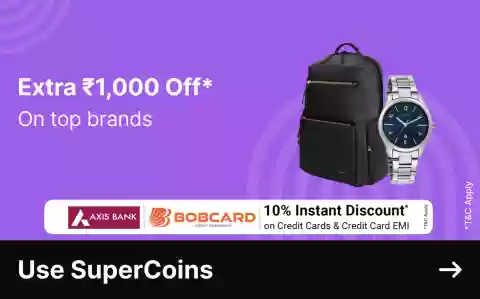 Extra ₹1,000 Off*
On top brands
AXIS BANK
BOBCARD
10% Instant Discount*
on Credit Cards & Credit Card EMI
*T&C Apply
*T&C Apply
Use SuperCoins